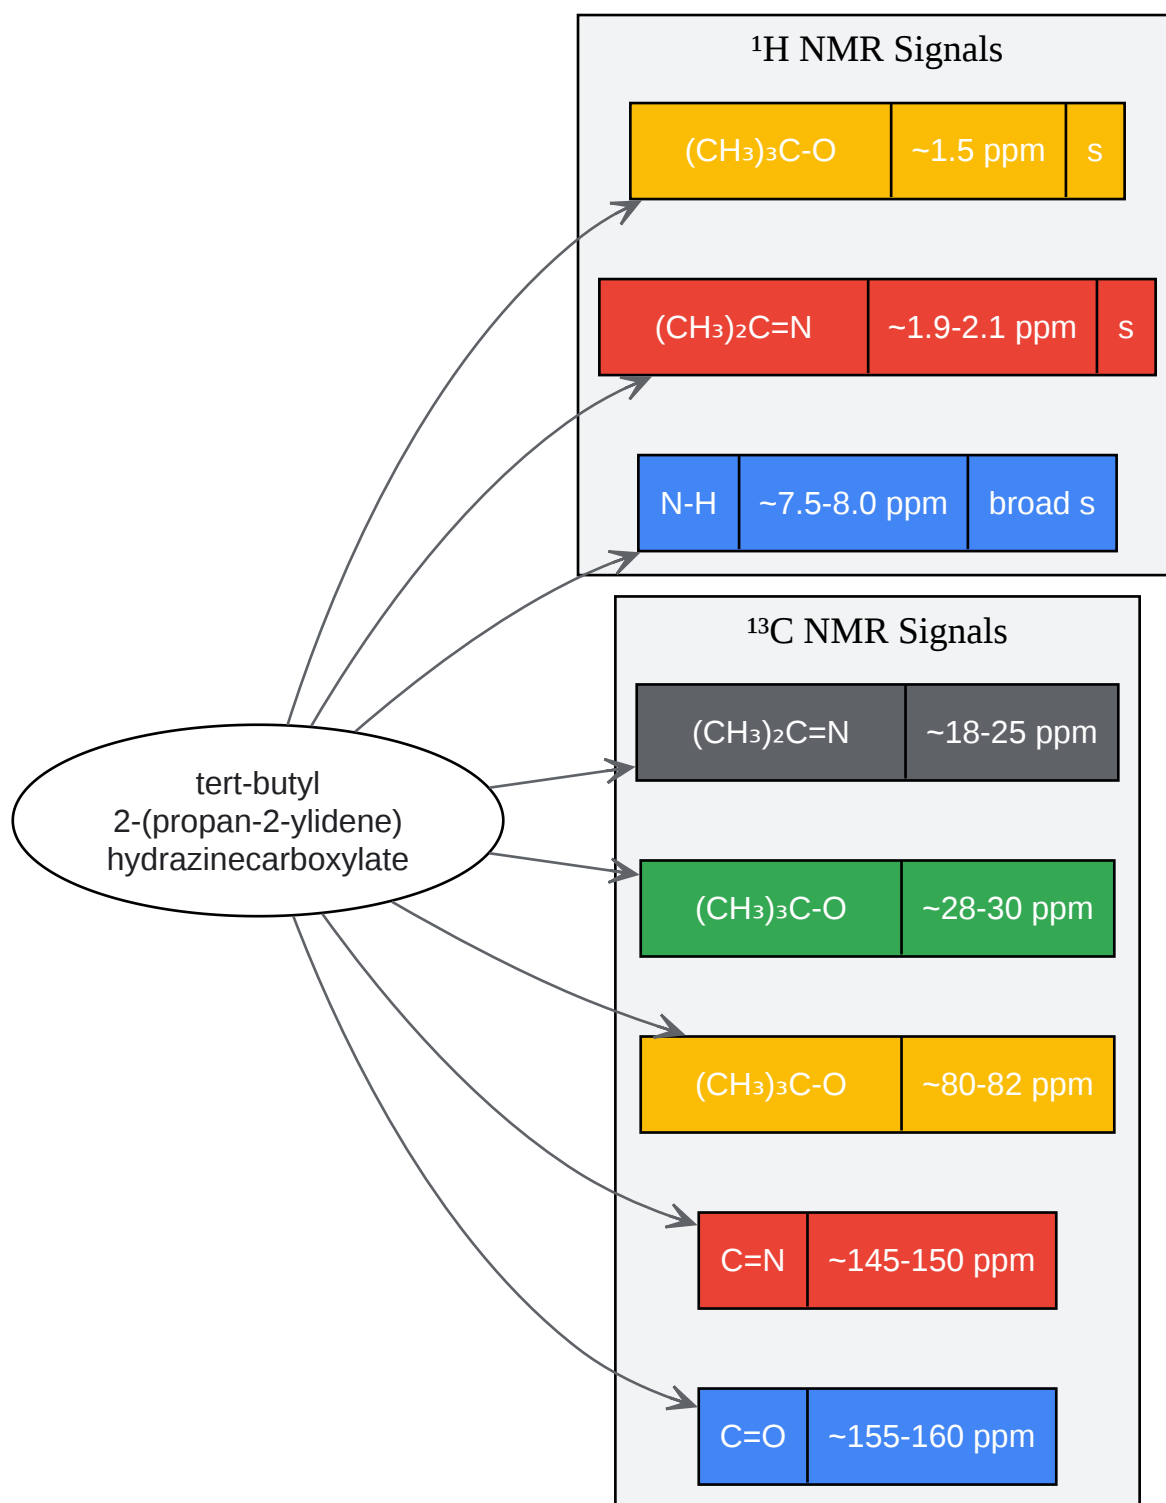 ¹H NMR Signals
(CH₃)₃C-O ~1.5 ppm s
(CH₃)₂C=N ~1.9-2.1 ppm s
N-H ~7.5-8.0 ppm broad s
¹³C NMR Signals
(CH₃)₂C=N ~18-25 ppm
tert-butyl
2-(propan-2-ylidene)
hydrazinecarboxylate
(CH₃)₃C-O ~28-30 ppm
(CH₃)₃C-O ~80-82 ppm
C=N ~145-150 ppm
C=O ~155-160 ppm